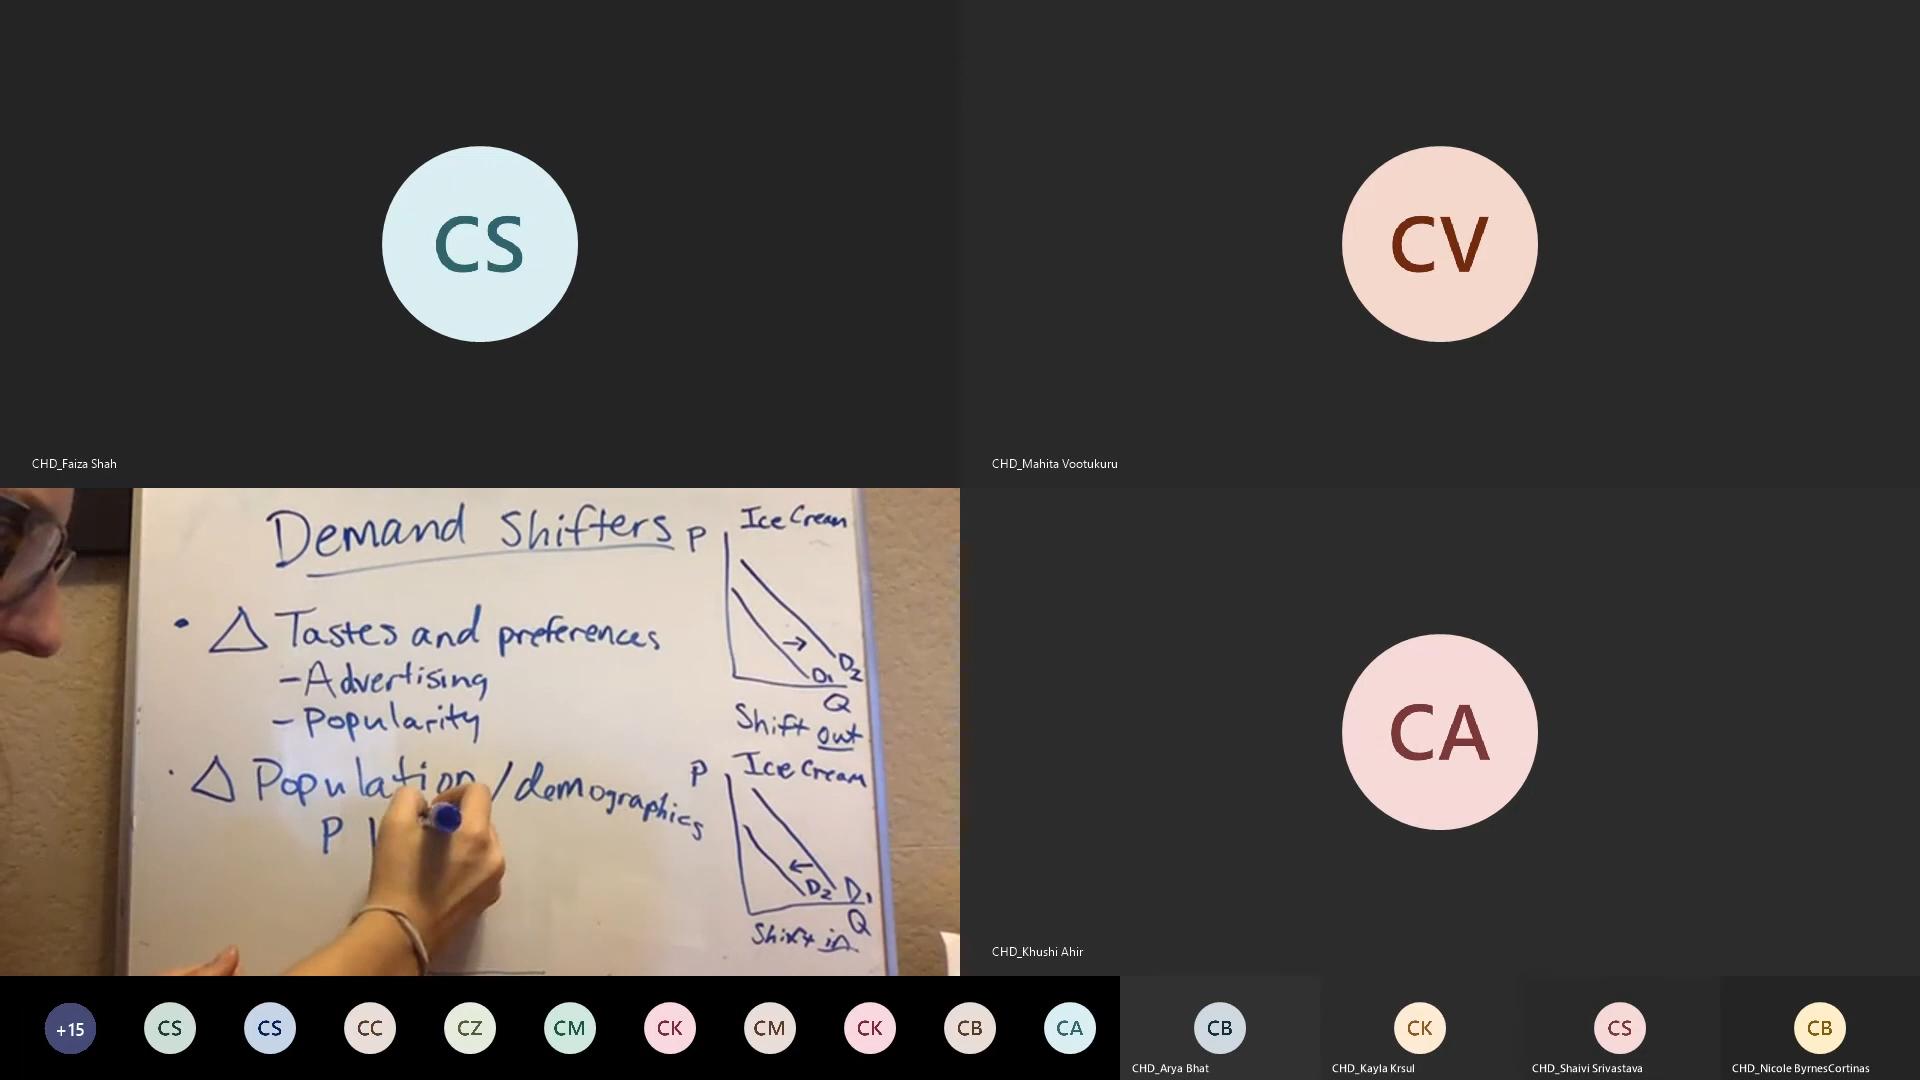 CS
CV
CHD_Faiza Shah
CHD_Mahita Vootukuru
Demand Shifters
• △ Tastes and preferences
- Advertising
- Popularity
• △ Population/demographics
P
P
Ice Cream
D₁
D₂
Q
Shift out
P
Ice Cream
D₂
D₁
Q
Shift in
CA
CHD_Khushi Ahir
+15
CS
CS
CC
CZ
CM
CK
CM
CK
CB
CA
CB
CK
CS
CB
CHD_Arya Bhat
CHD_Kayla Krsul
CHD_Shaivi Srivastava
CHD_Nicole ByrnesCortinas